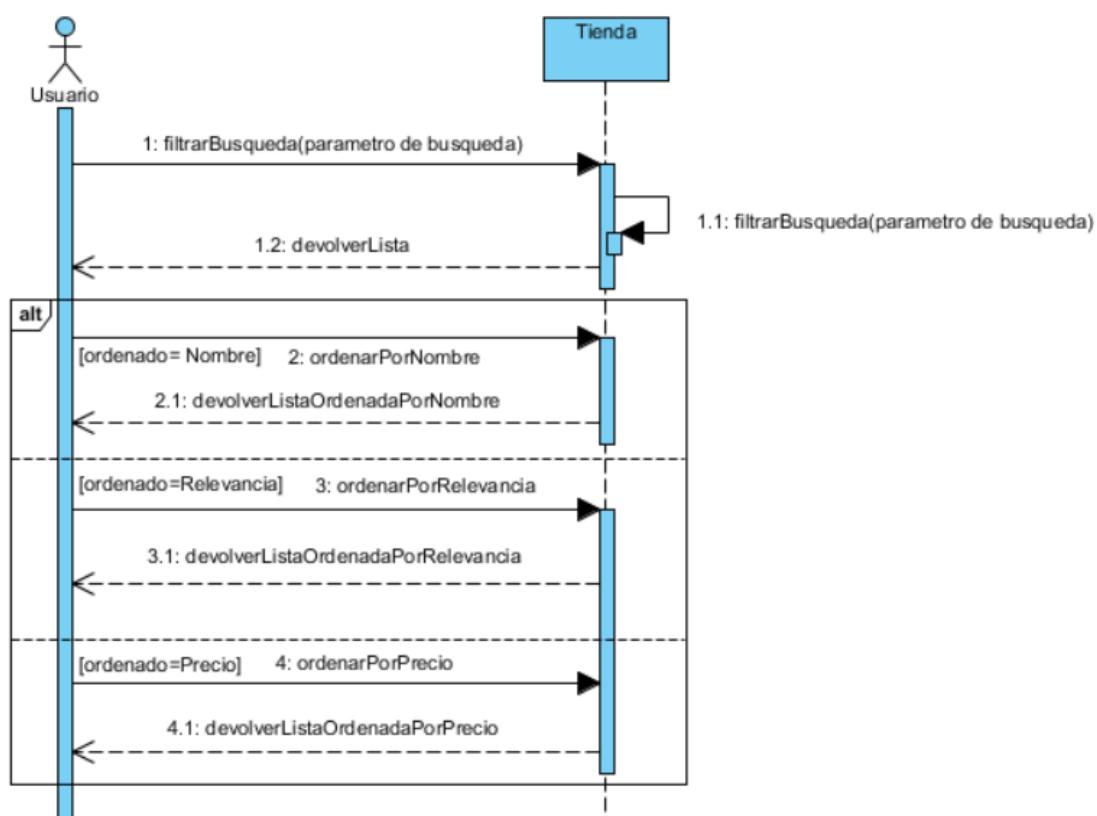 Tienda
Usuario
1: filtrarBusqueda(parametro de busqueda)
1.1: filtrarBusqueda(parametro de busqueda)
1.2: devolverLista
alt
[ordenado= Nombre] 2: ordenarPorNombre
2.1: devolverListaOrdenadaPorNombre
[ordenado=Relevancia] 3: ordenarPorRelevancia
3.1: devolverListaOrdenadaPorRelevancia
[ordenado=Precio] 4: ordenarPorPrecio
4.1: devolverListaOrdenadaPorPrecio